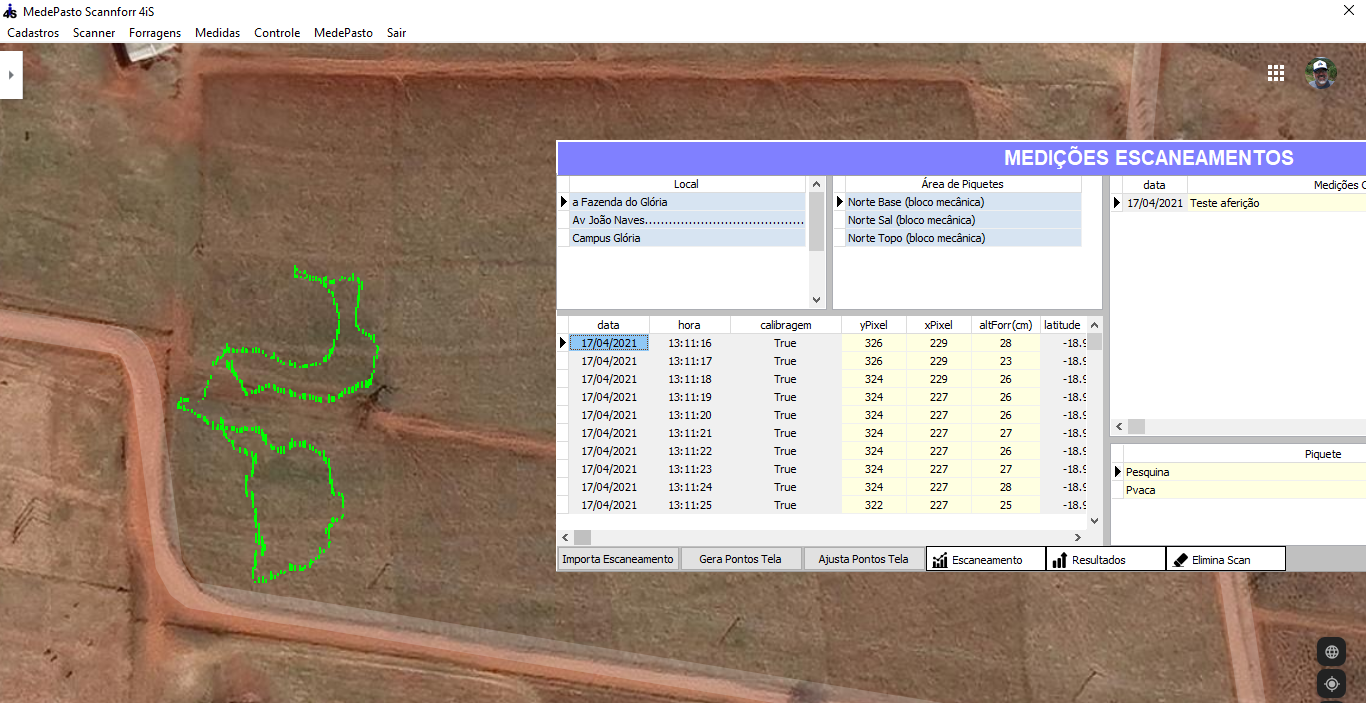 MedePasto Scannforr 4iS
Cadastros Scanner Forragens Medidas Controle MedePasto Sair
MEDIÇÕES ESCANEAMENTOS
Local
a Fazenda do Glória
Av João Naves
Campus Glória
Área de Piquetes
Norte Base (bloco mecânica)
Norte Sal (bloco mecânica)
Norte Topo (bloco mecânica)
data Medições
17/04/2021 Teste aferição
data hora calibragem yPixel xPixel altForr(cm) latitude
17/04/2021 13:11:16 True 326 229 28 -18.9
17/04/2021 13:11:17 True 326 229 23 -18.9
17/04/2021 13:11:18 True 324 229 26 -18.9
17/04/2021 13:11:19 True 324 227 26 -18.9
17/04/2021 13:11:20 True 324 227 26 -18.9
17/04/2021 13:11:21 True 324 227 27 -18.9
17/04/2021 13:11:22 True 324 227 26 -18.9
17/04/2021 13:11:23 True 324 227 27 -18.9
17/04/2021 13:11:24 True 324 227 28 -18.9
17/04/2021 13:11:25 True 322 227 25 -18.9
Piquete
Pesquina
Pvaca
Importa Escaneamento Gera Pontos Tela Ajusta Pontos Tela Escaneamento Resultados Elimina Scan